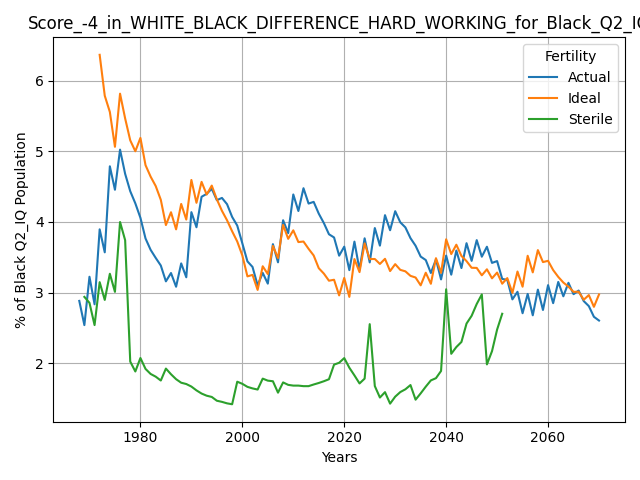 Score_-4_in_WHITE_BLACK_DIFFERENCE_HARD_WORKING_for_Black_Q2_IQ
Fertility
Actual
Ideal
Sterile
% of Black Q2_IQ Population
6
5
4
3
2
1980
2000
2020
2040
2060
Years